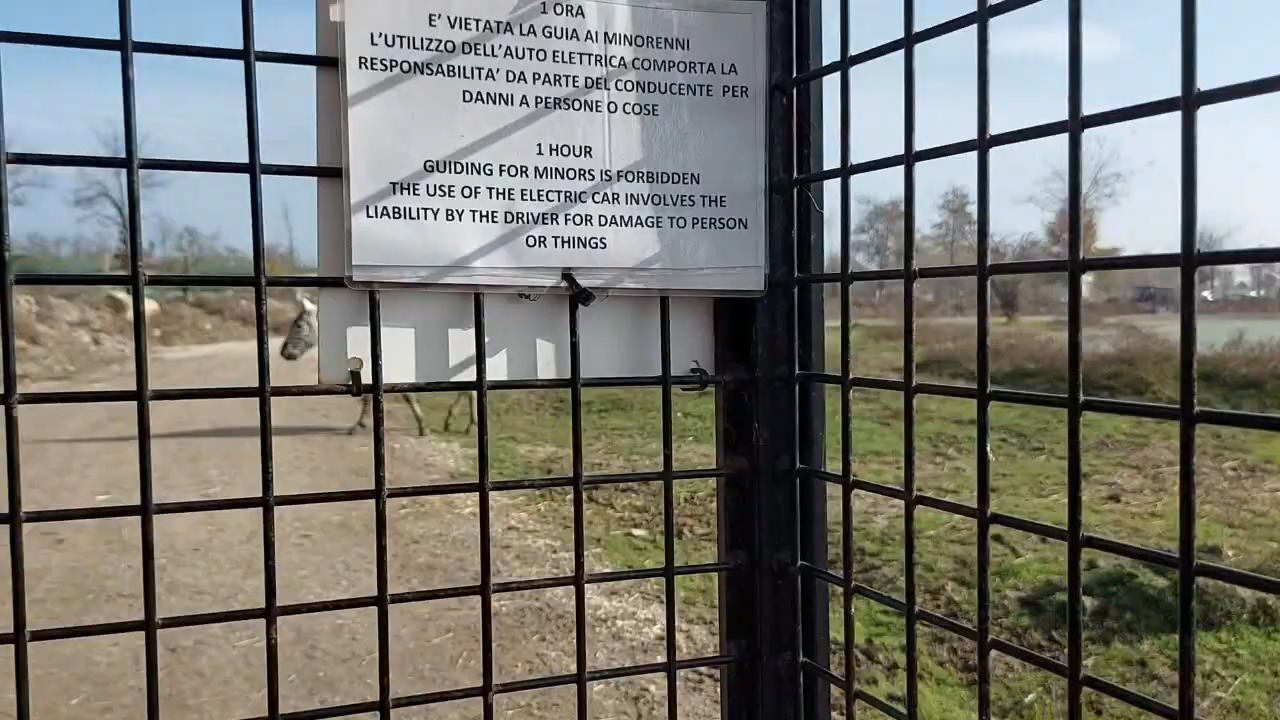 1 ORA
E' VIETATA LA GUIA AI MINORENNI
L'UTILIZZO DELL'AUTO ELETTRICA COMPORTA LA
RESPONSABILITA' DA PARTE DEL CONDUCENTE PER
DANNI A PERSONE O COSE
1 HOUR
GUIDING FOR MINORS IS FORBIDDEN
THE USE OF THE ELECTRIC CAR INVOLVES THE
LIABILITY BY THE DRIVER FOR DAMAGE TO PERSON
OR THINGS